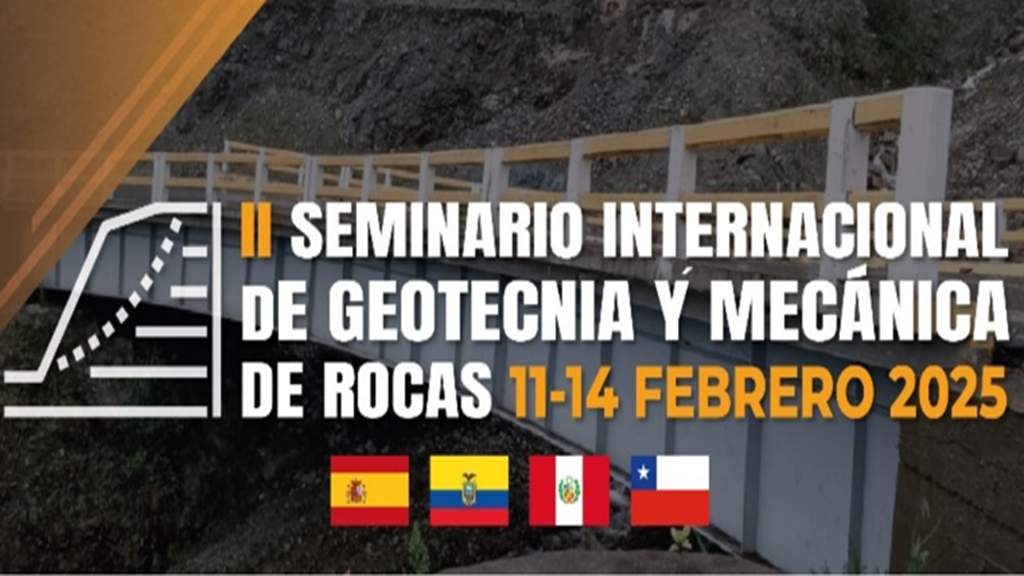 II SEMINARIO INTERNACIONAL
DE GEOTECNIA Ý MECÁNICA
DE ROCAS 11-14 FEBRERO 2025